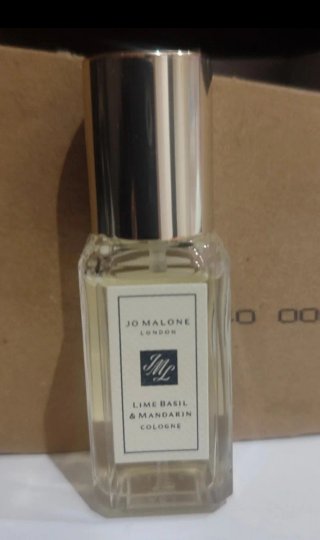 JO MALONE
LONDON
JML
LIME BASIL
& MANDARIN
COLOGNE